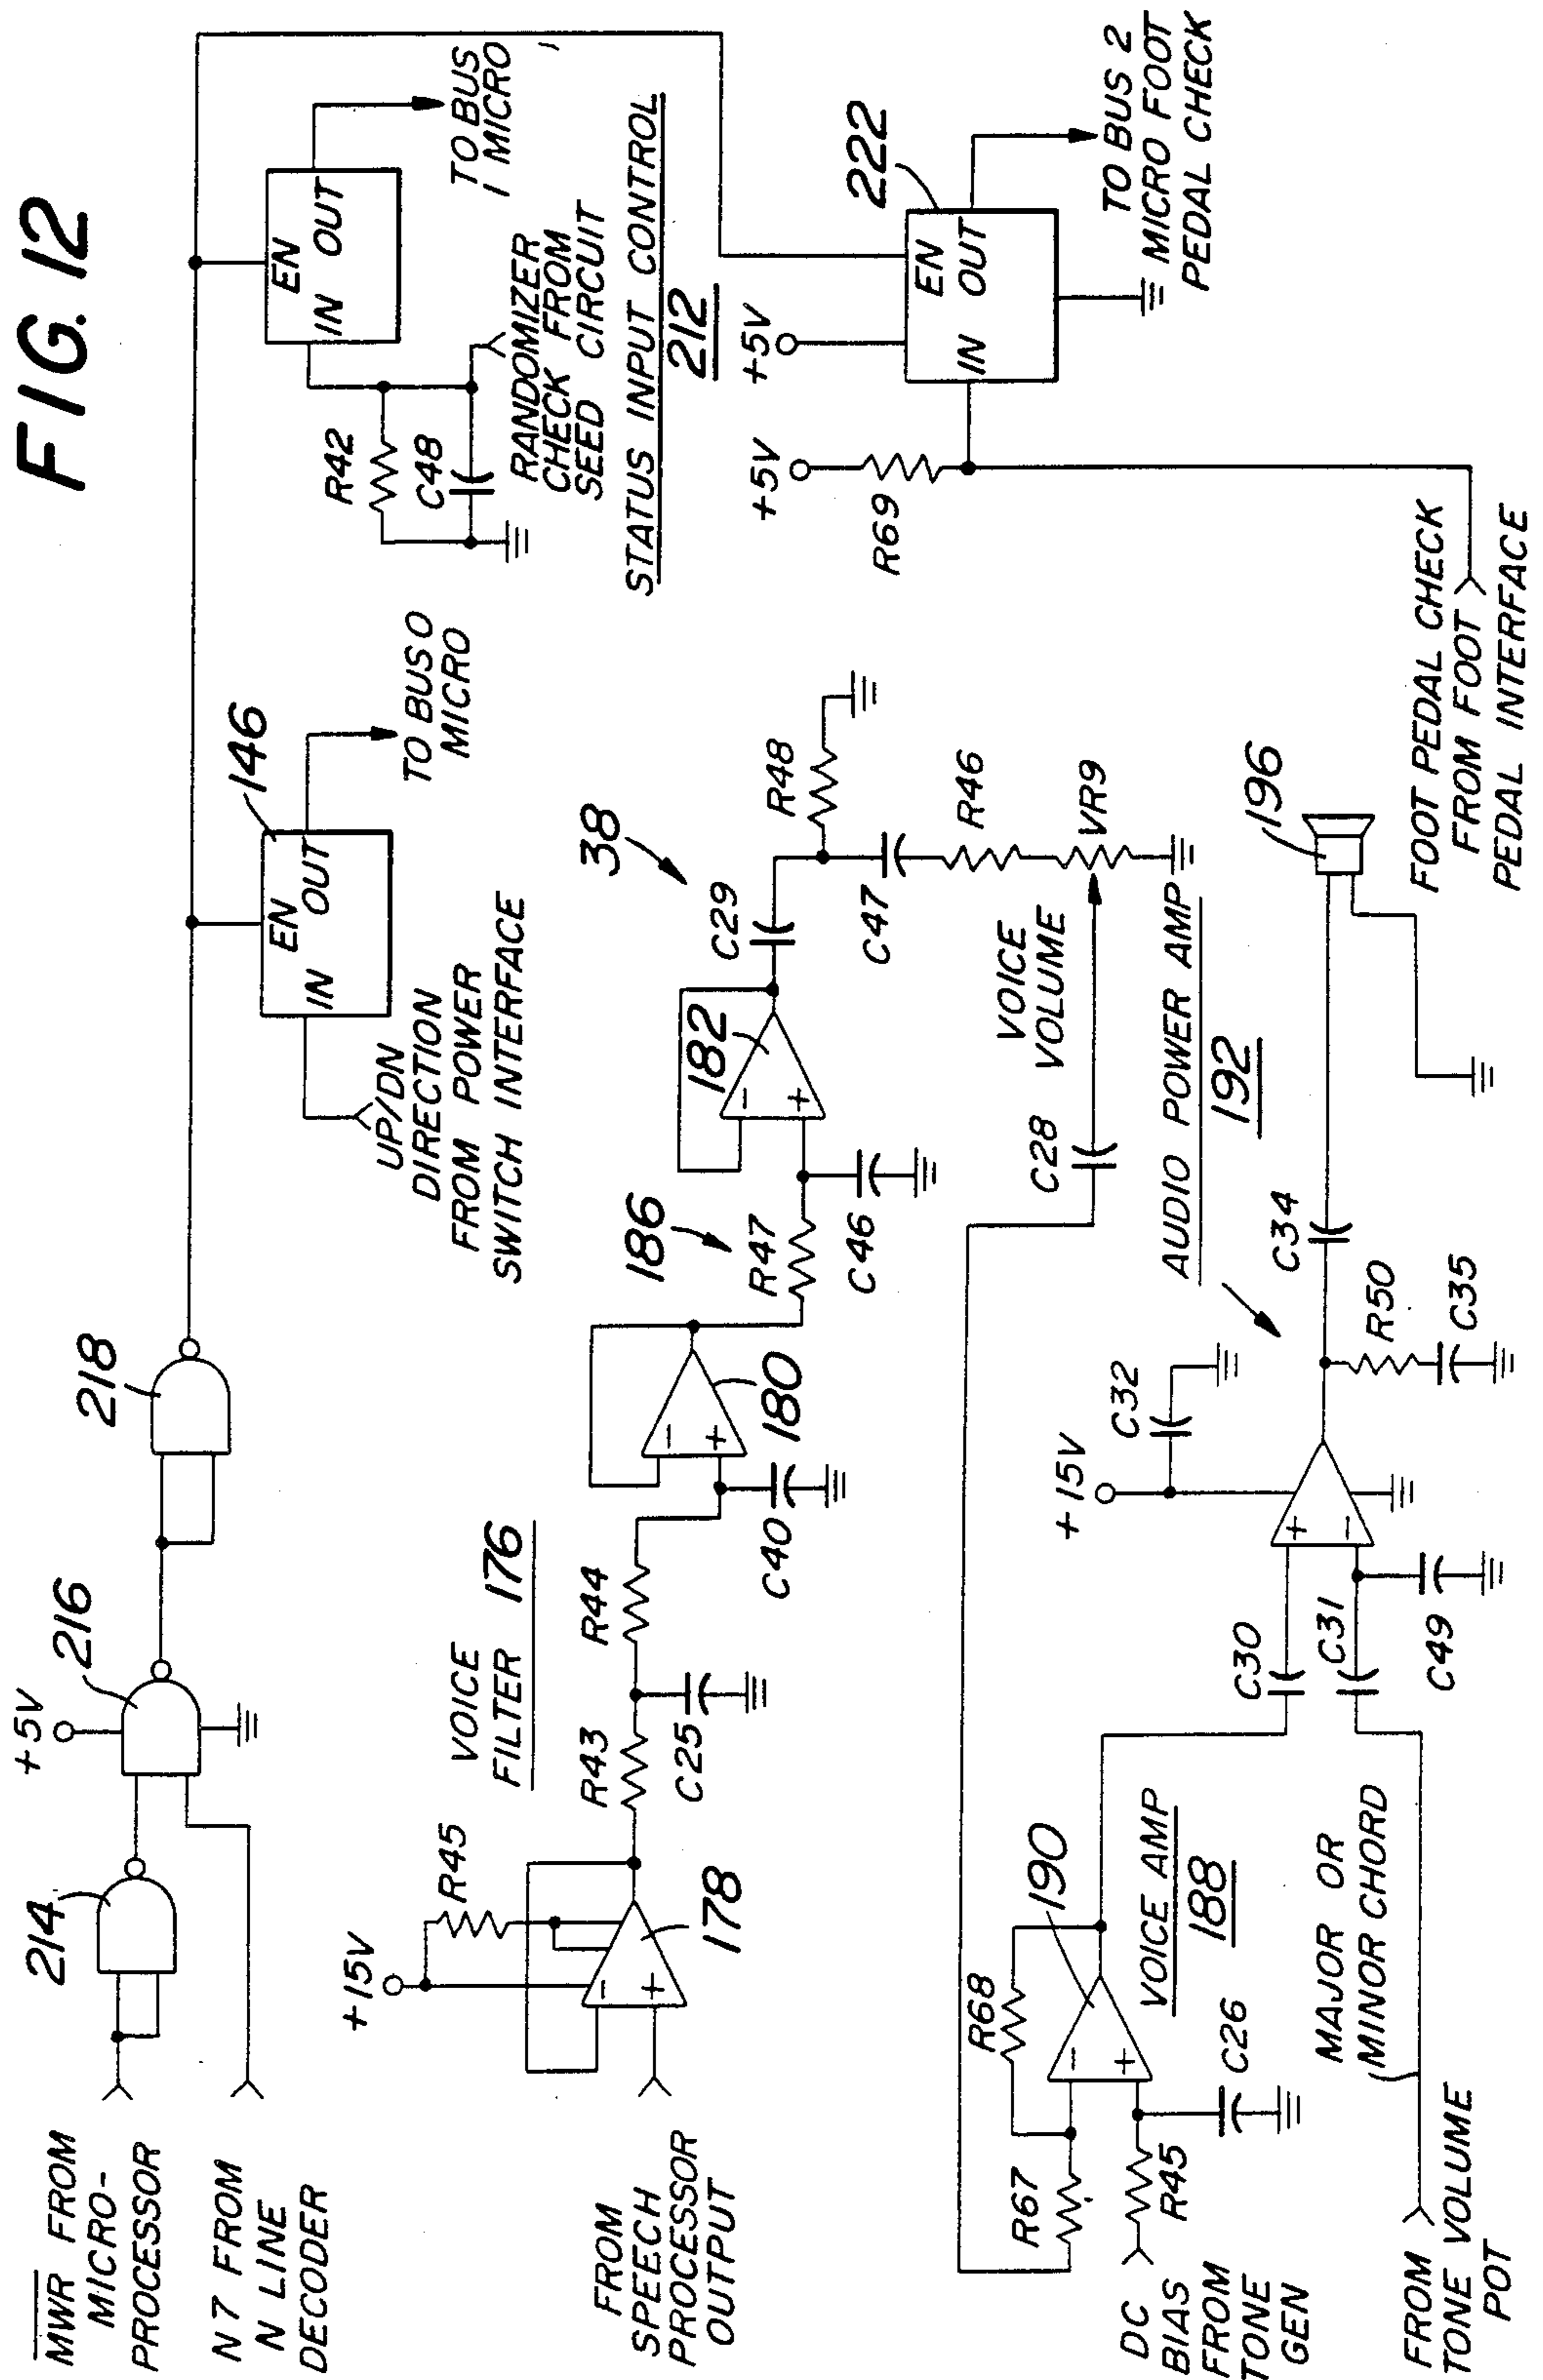 FIG. 12
MWR FROM
MICRO-
PROCESSOR
N7 FROM
N LINE
DECODER
214
+5V
216
218
146
EN
IN
OUT
TO BUS 0
MICRO
UP/DN
DIRECTION
FROM POWER
SWITCH INTERFACE
EN
IN
OUT
TO BUS
1 MICRO
R42
C48
RANDOMIZER
CHECK FROM
SEED CIRCUIT
STATUS INPUT CONTROL
212
FROM
SPEECH
PROCESSOR
OUTPUT
+15V
R45
178
VOICE
FILTER 176
R43
C25
R44
C40
180
186
R47
C46
182
38
C29
R48
C47
R46
VR9
VOICE
VOLUME
C28
+5V
R69
+5V
222
EN
IN
OUT
TO BUS 2
MICRO FOOT
PEDAL CHECK
FOOT PEDAL CHECK
FROM FOOT
PEDAL INTERFACE
DC
BIAS
FROM
TONE
GEN
R67
R68
R45
C26
190
VOICE AMP
188
MAJOR OR
MINOR CHORD
FROM
TONE VOLUME
POT
C30
C31
C49
+15V
C32
AUDIO POWER AMP
192
R50
C35
C34
196